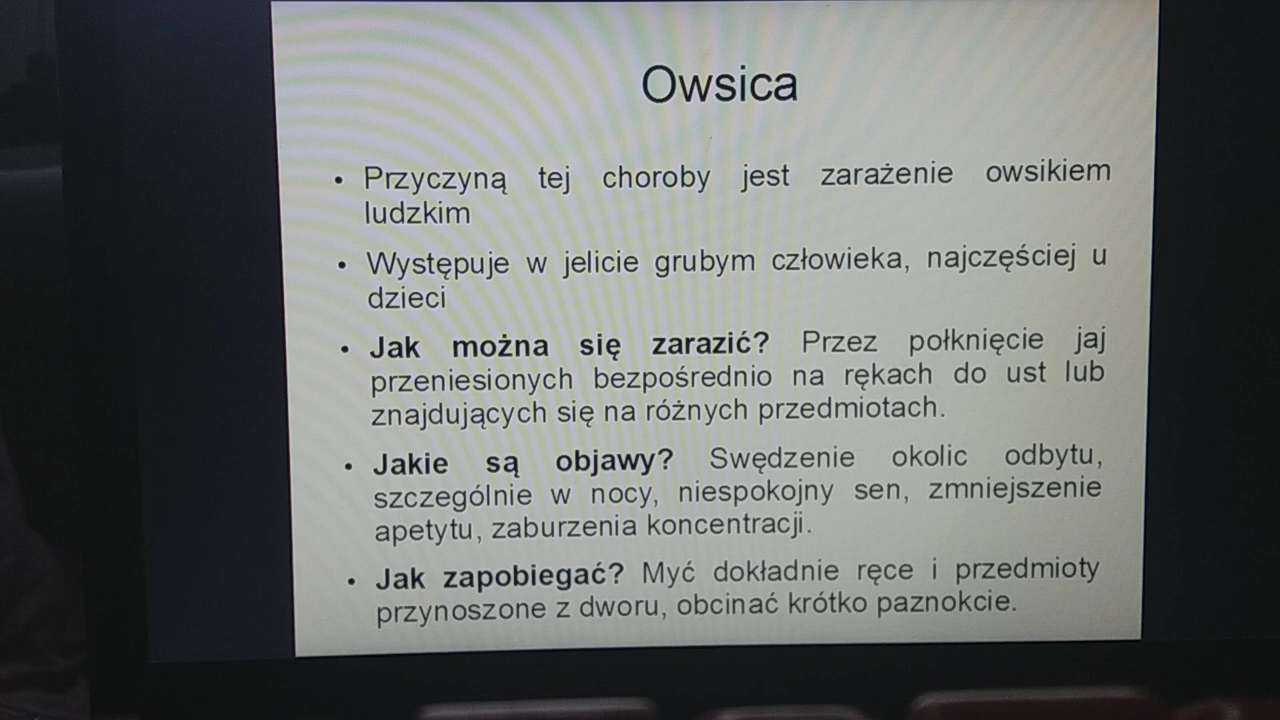 Owsica
• Przyczyną tej choroby jest zarażenie owsikiem
ludzkim
• Występuje w jelicie grubym człowieka, najczęściej u
dzieci
• Jak można się zarazić? Przez połknięcie jaj
przeniesionych bezpośrednio na rękach do ust lub
znajdujących się na różnych przedmiotach.
• Jakie są objawy? Swędzenie okolic odbytu,
szczególnie w nocy, niespokojny sen, zmniejszenie
apetytu, zaburzenia koncentracji.
• Jak zapobiegać? Myć dokładnie ręce i przedmioty
przynoszone z dworu, obcinać krótko paznokcie.